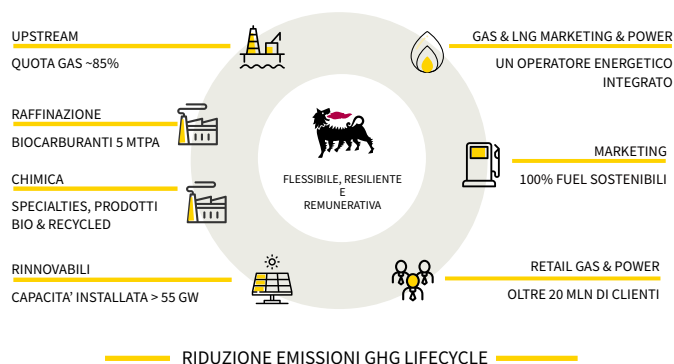 UPSTREAM
QUOTA GAS ~85%
RAFFINAZIONE
BIOCARBURANTI 5 MTPA
CHIMICA
SPECIALTIES, PRODOTTI
BIO & RECYCLED
RINNOVABILI
CAPACITA’ INSTALLATA > 55 GW
FLESSIBILE, RESILIENTE
E
REMUNERATIVA
GAS & LNG MARKETING & POWER
UN OPERATORE ENERGETICO
INTEGRATO
MARKETING
100% FUEL SOSTENIBILI
RETAIL GAS & POWER
OLTRE 20 MLN DI CLIENTI
RIDUZIONE EMISSIONI GHG LIFECYCLE